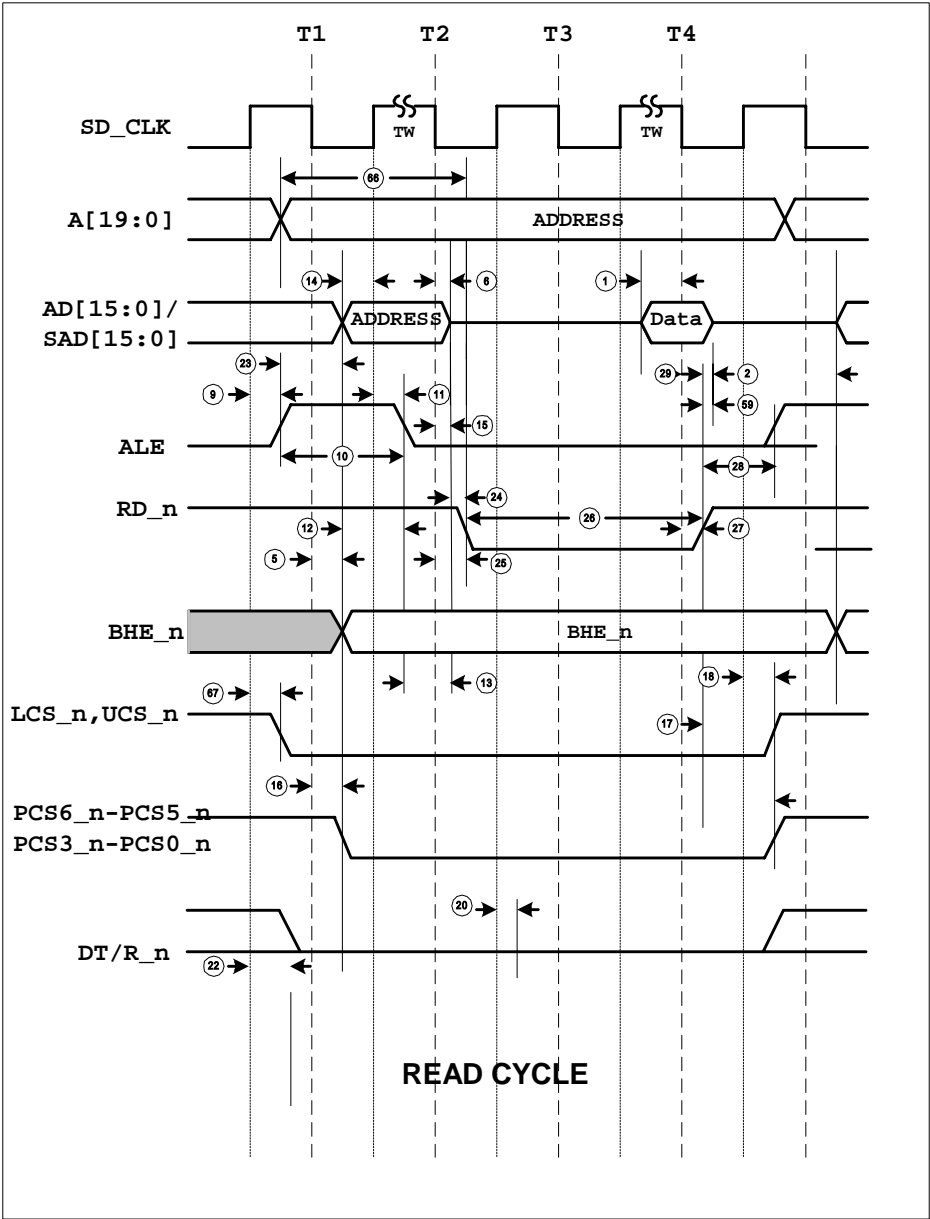 T1 T2 T3 T4
SD_CLK
TW TW
66
A[19:0]
ADDRESS
14 6 1
AD[15:0]/
SAD[15:0]
ADDRESS Data
23 29 2
9 11 59
15
ALE
10 28
24
RD_n
26
12 27
5 25
BHE_n
BHE_n
13 18
67
LCS_n,UCS_n
17
16
PCS6_n-PCS5_n
PCS3_n-PCS0_n
20
DT/R_n
22
READ CYCLE